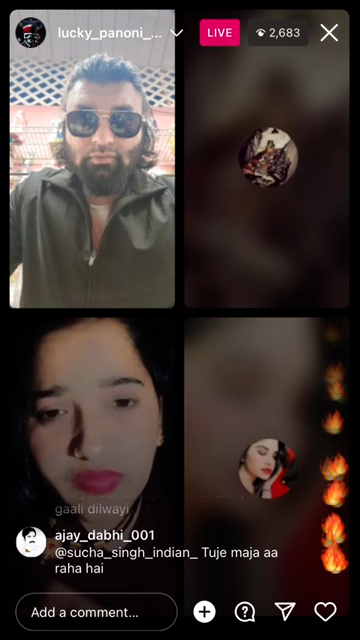 lucky_panoni_...
LIVE
2,683
gaali dilwayi
ajay_dabhi_001
@sucha_singh_indian_ Tuje maja aa
raha hai
Add a comment...